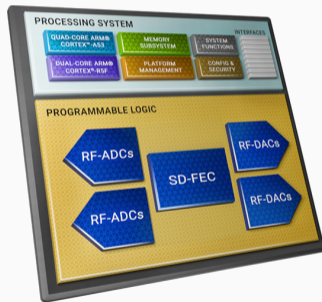 PROCESSING SYSTEM
QUAD-CORE ARM®
CORTEX™-A53
MEMORY
SUBSYSTEM
SYSTEM
FUNCTIONS
INTERFACES
DUAL-CORE ARM®
CORTEX™-R5F
PLATFORM
MANAGEMENT
CONFIG &
SECURITY
PROGRAMMABLE LOGIC
RF-ADCs
RF-DACs
SD-FEC
RF-ADCs
RF-DACs